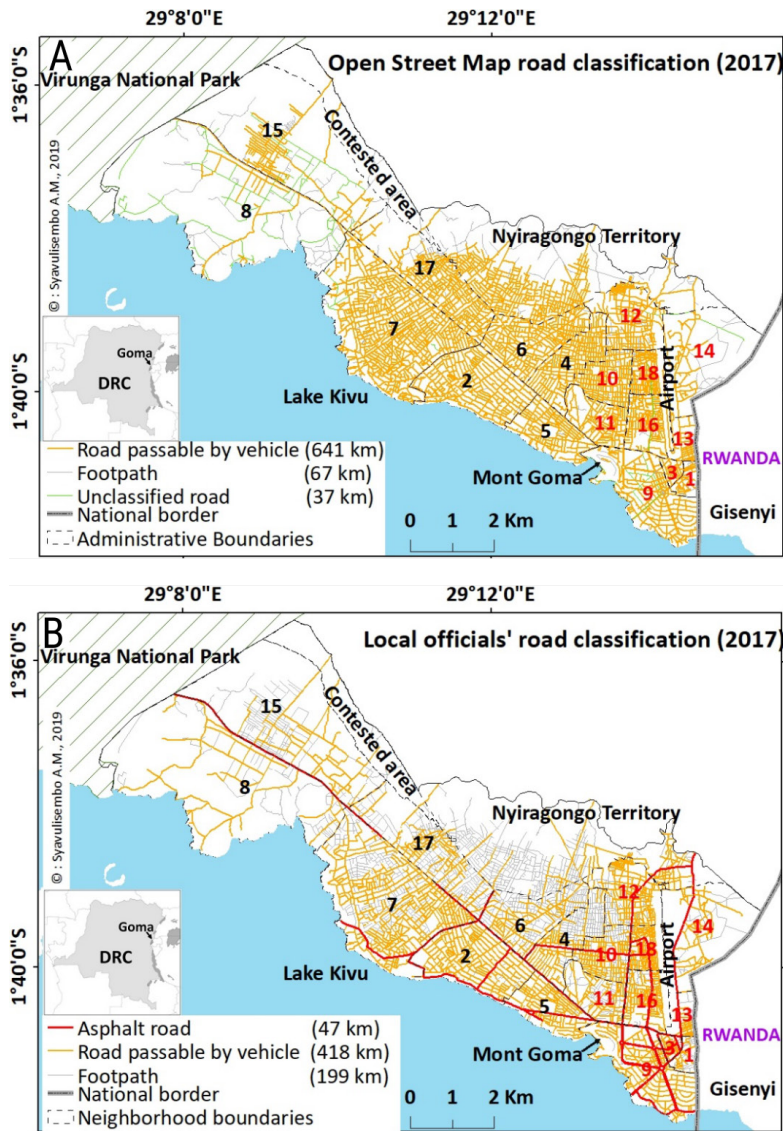 A
29°8'0"E
29°12'0"E
Open Street Map road classification (2017)
Virunga National Park
1°36'0"S
© : Syavulisembo A.M., 2019
15
Contested area
8
Nyiragongo Territory
17
12
7
6
14
4
Goma
DRC
10
18
Airport
2
1°40'0"S
Lake Kivu
11
16
5
13
Road passable by vehicle (641 km)
Footpath (67 km)
Unclassified road (37 km)
National border
Administrative Boundaries
Mont Goma
3
1
RWANDA
9
Gisenyi
0 1 2 Km
B
29°8'0"E
29°12'0"E
Local officials' road classification (2017)
Virunga National Park
1°36'0"S
© : Syavulisembo A.M., 2019
15
Contested area
8
Nyiragongo Territory
17
12
7
6
14
4
Goma
DRC
10
18
Airport
2
1°40'0"S
Lake Kivu
11
16
5
13
Asphalt road (47 km)
Road passable by vehicle (418 km)
Footpath (199 km)
National border
Neighborhood boundaries
Mont Goma
3
1
RWANDA
9
Gisenyi
0 1 2 Km